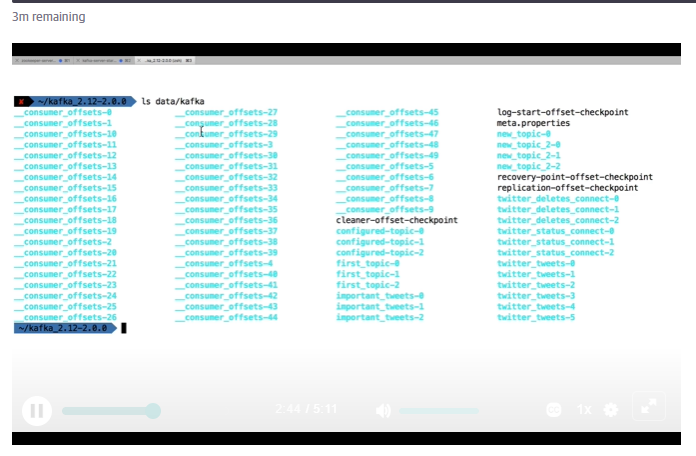 3m remaining
~/kafka_2.12-2.0.0 ls data/kafka
__consumer_offsets-0 __consumer_offsets-27 __consumer_offsets-45 log-start-offset-checkpoint
__consumer_offsets-1 __consumer_offsets-28 __consumer_offsets-46 meta.properties
__consumer_offsets-10 __consumer_offsets-29 __consumer_offsets-47 new_topic-0
__consumer_offsets-11 __consumer_offsets-3 __consumer_offsets-48 new_topic_2-0
__consumer_offsets-12 __consumer_offsets-30 __consumer_offsets-49 new_topic_2-1
__consumer_offsets-13 __consumer_offsets-31 __consumer_offsets-5 new_topic_2-2
__consumer_offsets-14 __consumer_offsets-32 __consumer_offsets-6 recovery-point-offset-checkpoint
__consumer_offsets-15 __consumer_offsets-33 __consumer_offsets-7 replication-offset-checkpoint
__consumer_offsets-16 __consumer_offsets-34 __consumer_offsets-8 twitter_deletes_connect-0
__consumer_offsets-17 __consumer_offsets-35 __consumer_offsets-9 twitter_deletes_connect-1
__consumer_offsets-18 __consumer_offsets-36 cleaner-offset-checkpoint twitter_deletes_connect-2
__consumer_offsets-19 __consumer_offsets-37 configured-topic-0 twitter_status_connect-0
__consumer_offsets-2 __consumer_offsets-38 configured-topic-1 twitter_status_connect-1
__consumer_offsets-20 __consumer_offsets-39 configured-topic-2 twitter_status_connect-2
__consumer_offsets-21 __consumer_offsets-4 first_topic-0 twitter_tweets-0
__consumer_offsets-22 __consumer_offsets-40 first_topic-1 twitter_tweets-1
__consumer_offsets-23 __consumer_offsets-41 first_topic-2 twitter_tweets-2
__consumer_offsets-24 __consumer_offsets-42 important_tweets-0 twitter_tweets-3
__consumer_offsets-25 __consumer_offsets-43 important_tweets-1 twitter_tweets-4
__consumer_offsets-26 __consumer_offsets-44 important_tweets-2 twitter_tweets-5
~/kafka_2.12-2.0.0
2:44 / 5:11
1x